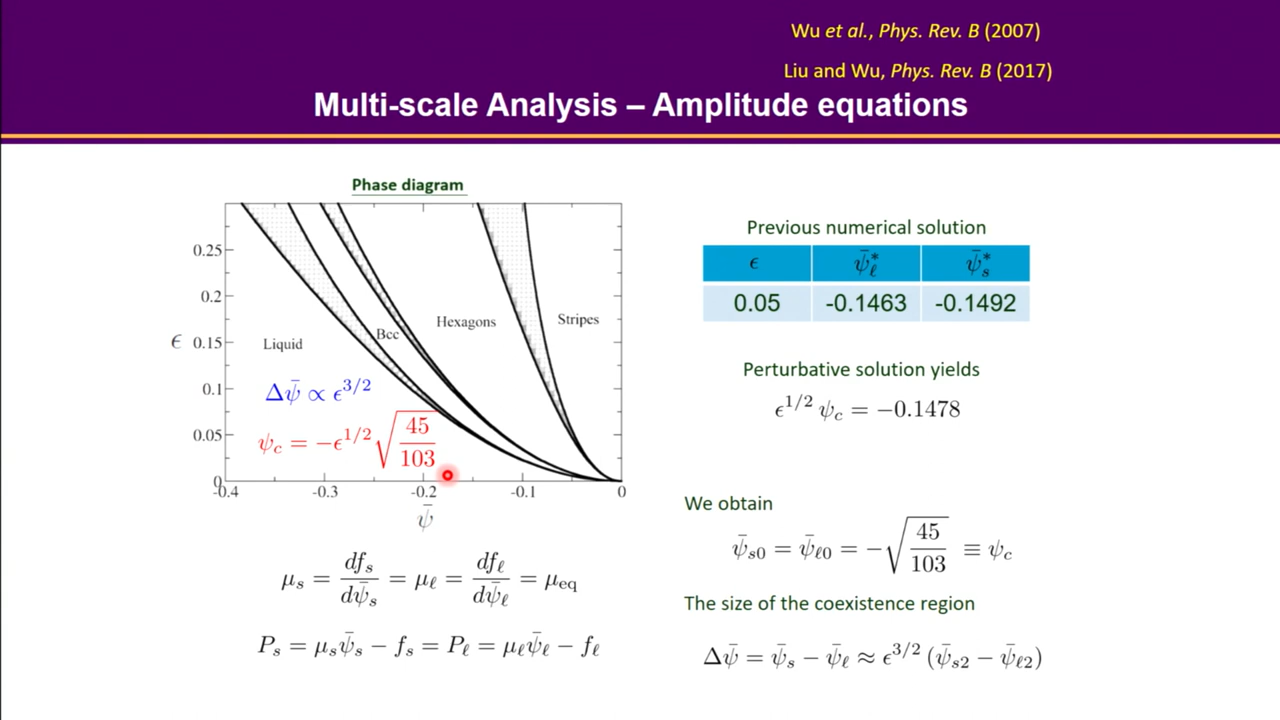 Wu et al., Phys. Rev. B (2007)
Liu and Wu, Phys. Rev. B (2017)
Multi-scale Analysis – Amplitude equations
Phase diagram
0.25
0.2
ϵ 0.15
0.1
0.05
0
-0.4 -0.3 -0.2 -0.1 0
ψ̄
Liquid
Bcc
Hexagons
Stripes
Δψ̄ ∝ ϵ^{3/2}
ψ_c = −ϵ^{1/2} √(45/103)
μ_s = df_s/dψ̄_s = μ_ℓ = df_ℓ/dψ̄_ℓ = μ_eq
P_s = μ_s ψ̄_s − f_s = P_ℓ = μ_ℓ ψ̄_ℓ − f_ℓ
Previous numerical solution
ϵ ψ̄_ℓ^* ψ̄_s^*
0.05 -0.1463 -0.1492
Perturbative solution yields
ϵ^{1/2} ψ_c = −0.1478
We obtain
ψ̄_{s0} = ψ̄_{ℓ0} = −√(45/103) ≡ ψ_c
The size of the coexistence region
Δψ̄ = ψ̄_s − ψ̄_ℓ ≈ ϵ^{3/2} (ψ̄_{s2} − ψ̄_{ℓ2})